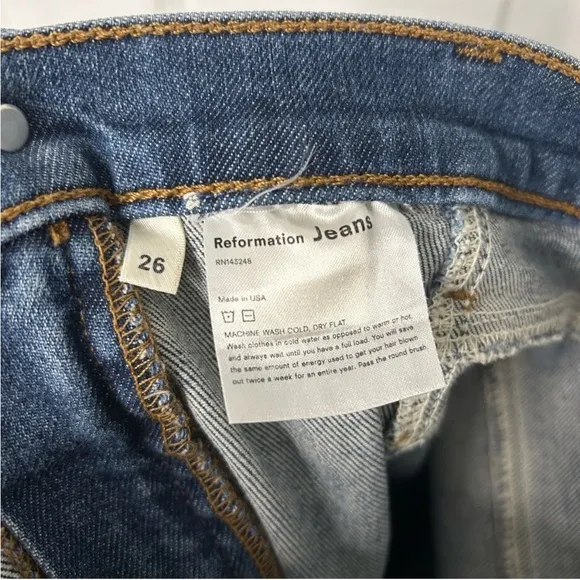 26
Reformation Jeans
RN143248
Made in USA
MACHINE WASH COLD, DRY FLAT
Wash clothes in cold water as opposed to warm or hot,
and always wait until you have a full load. You will save
the same amount of energy used to get your hair blown
out twice a week for an entire year. Pass the round brush.